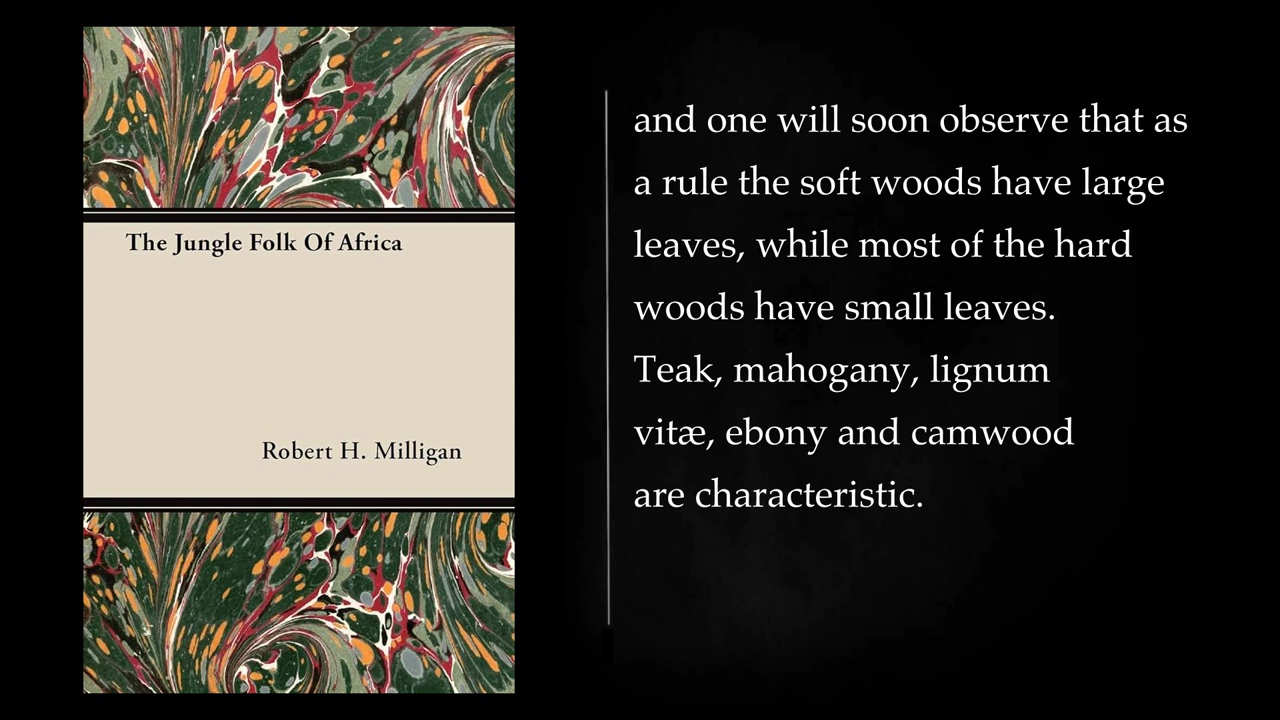 The Jungle Folk Of Africa
Robert H. Milligan
and one will soon observe that as
a rule the soft woods have large
leaves, while most of the hard
woods have small leaves.
Teak, mahogany, lignum
vitæ, ebony and camwood
are characteristic.